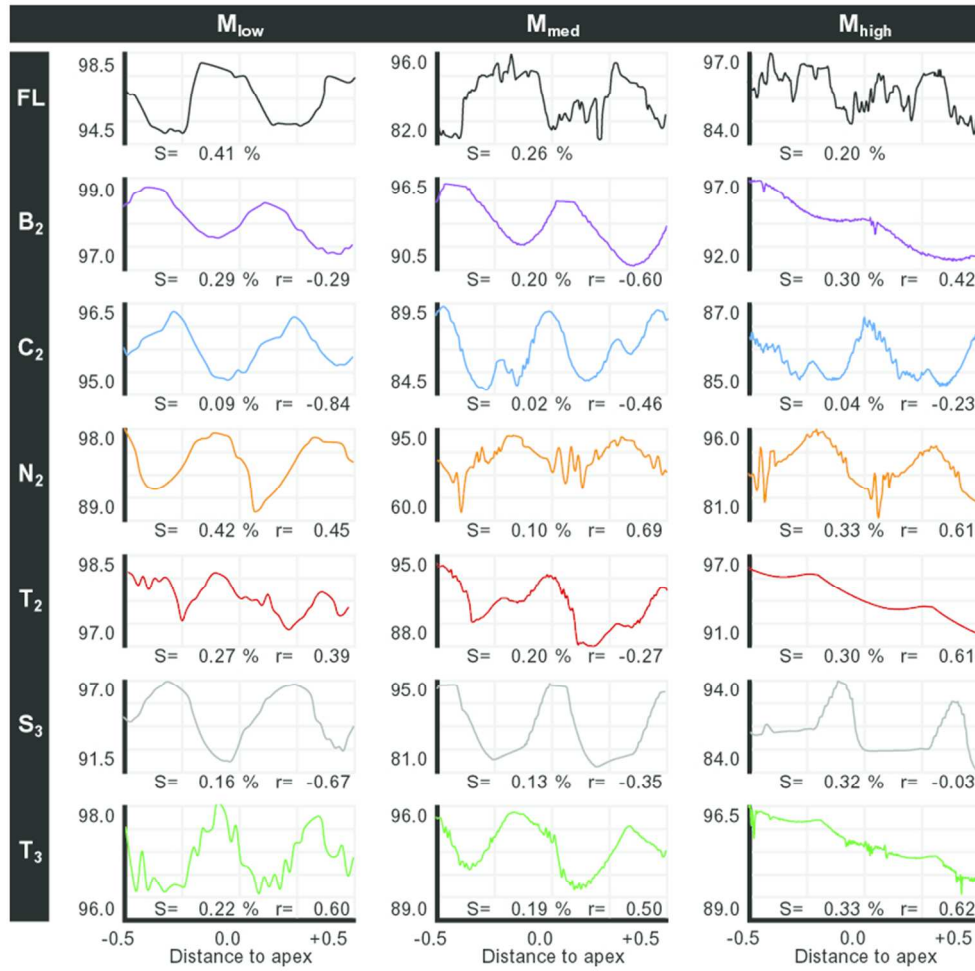 M_low M_med M_high
FL 98.5 96.0 97.0
94.5 82.0 84.0
S= 0.41 % S= 0.26 % S= 0.20 %
B_2 99.0 96.5 97.0
97.0 90.5 92.0
S= 0.29 % r= -0.29 S= 0.20 % r= -0.60 S= 0.30 % r= 0.42
C_2 96.5 89.5 87.0
95.0 84.5 85.0
S= 0.09 % r= -0.84 S= 0.02 % r= -0.46 S= 0.04 % r= -0.23
N_2 98.0 95.0 96.0
89.0 60.0 81.0
S= 0.42 % r= 0.45 S= 0.10 % r= 0.69 S= 0.33 % r= 0.61
T_2 98.5 95.0 97.0
97.0 88.0 91.0
S= 0.27 % r= 0.39 S= 0.20 % r= -0.27 S= 0.30 % r= 0.61
S_3 97.0 95.0 94.0
91.5 81.0 84.0
S= 0.16 % r= -0.67 S= 0.13 % r= -0.35 S= 0.32 % r= -0.03
T_3 98.0 96.0 96.5
96.0 89.0 89.0
S= 0.22 % r= 0.60 S= 0.19 % r= 0.50 S= 0.33 % r= 0.62
-0.5 0.0 +0.5 -0.5 0.0 +0.5 -0.5 0.0 +0.5
Distance to apex Distance to apex Distance to apex